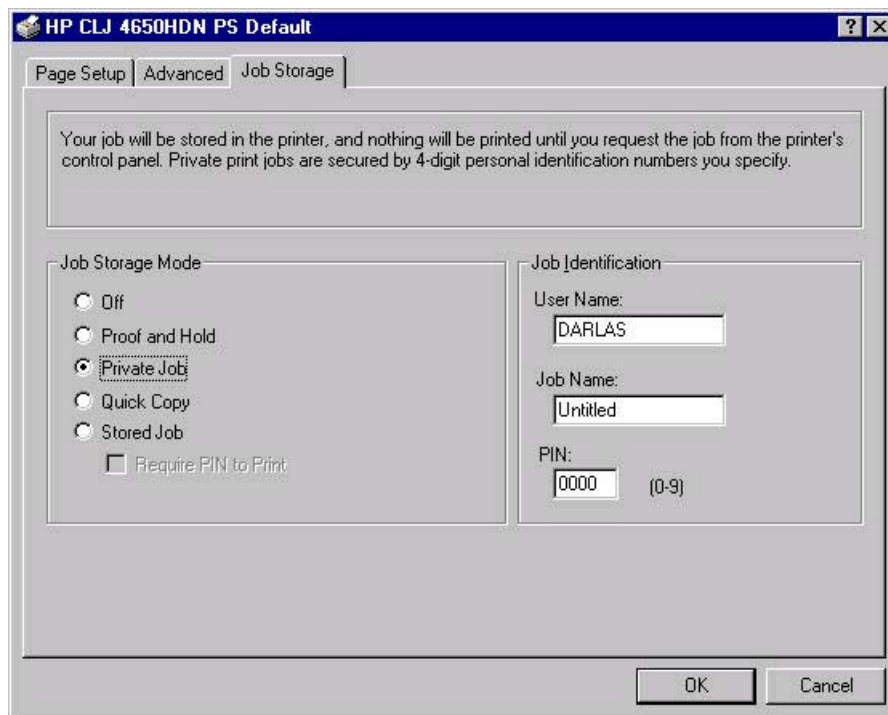 HP CLJ 4650HDN PS Default
Page Setup Advanced Job Storage
Your job will be stored in the printer, and nothing will be printed until you request the job from the printer's
control panel. Private print jobs are secured by 4-digit personal identification numbers you specify.
Job Storage Mode
Off
Proof and Hold
Private Job
Quick Copy
Stored Job
Require PIN to Print
Job Identification
User Name:
DARLAS
Job Name:
Untitled
PIN:
0000 (0-9)
OK Cancel